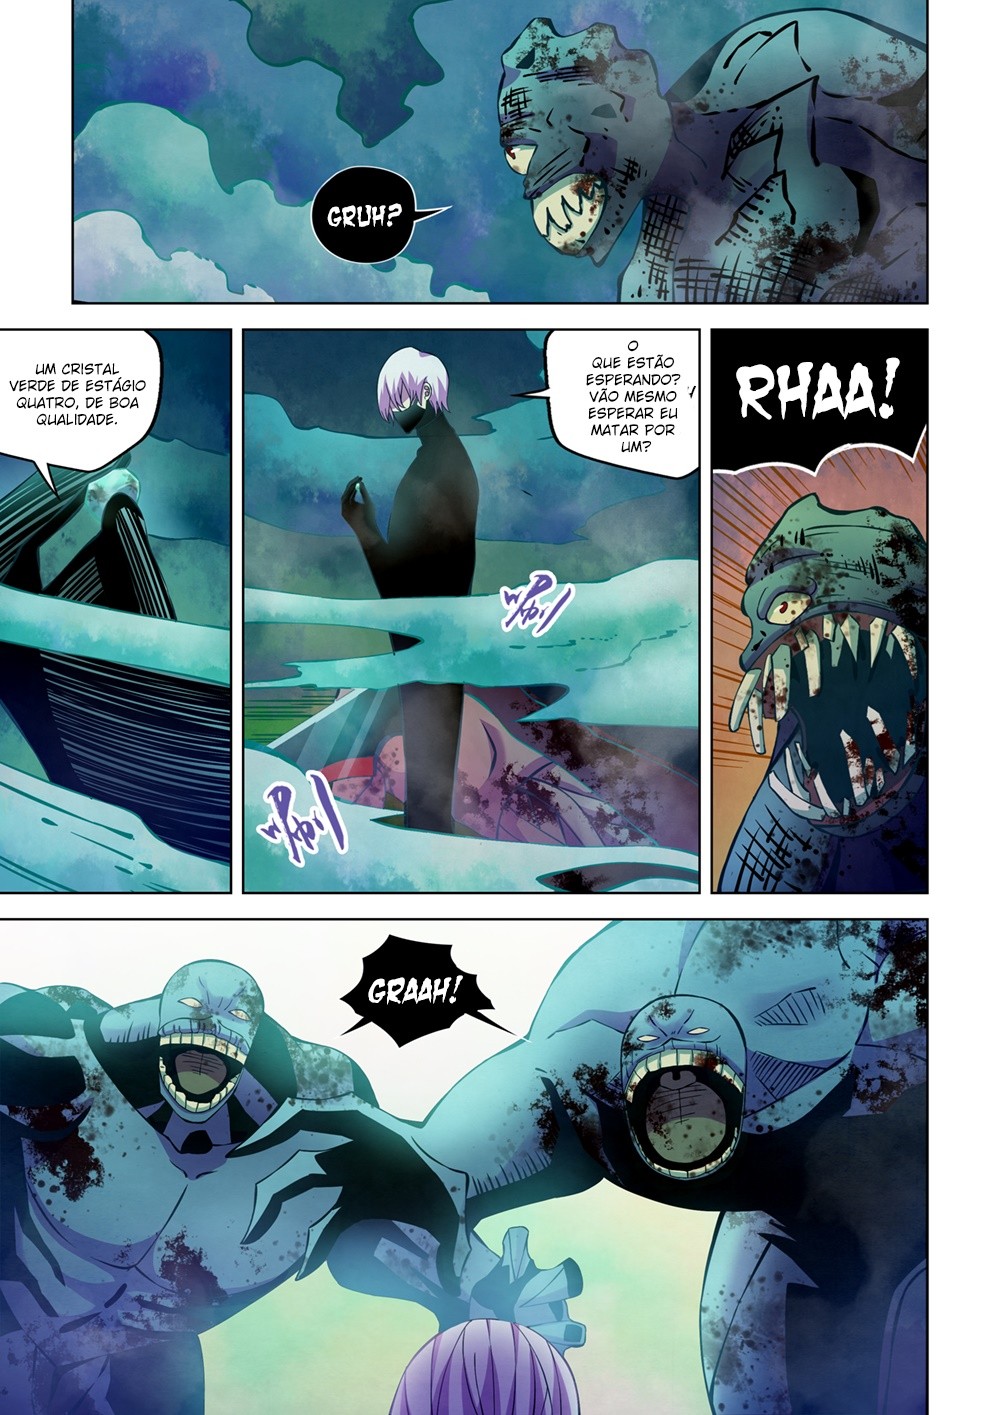 GRUH?
UM CRISTAL
VERDE DE ESTÁGIO
QUATRO, DE BOA
QUALIDADE.
O
QUE ESTÃO
ESPERANDO?
VÃO MESMO
ESPERAR EU
MATAR POR
UM?
RHAA!
GRAAH!